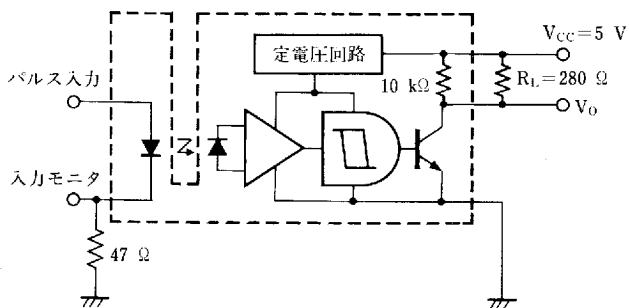 定電圧回路
V_CC=5 V
パルス入力
10 kΩ
R_L=280 Ω
V_O
入力モニタ
47 Ω